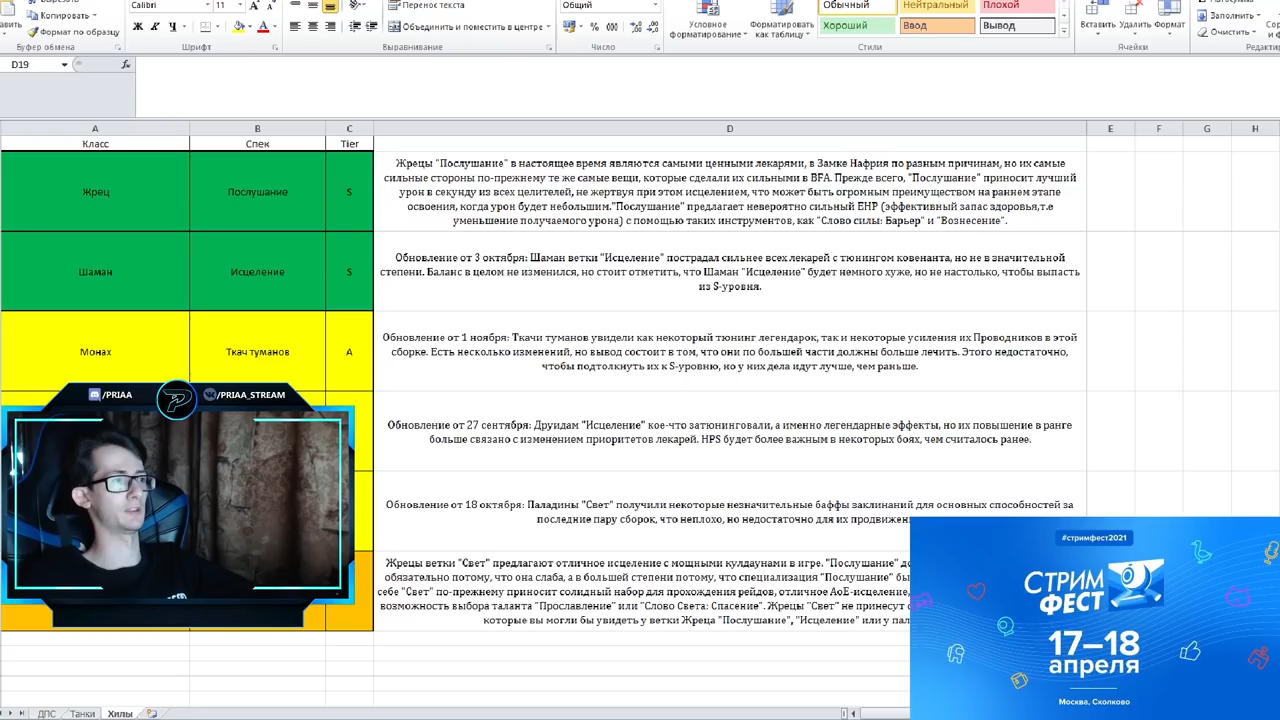 Calibri
11
Копировать
Формат по образцу
Буфер обмена
Ж К Ч
Шрифт
Перенос текста
Объединить и поместить в центре
Выравнивание
Общий
Число
Условное форматирование
Форматировать как таблицу
Обычный
Нейтральный
Плохой
Хороший
Ввод
Вывод
Стили
Вставить
Удалить
Формат
Ячейки
Заполнить
Очистить
D19
fx
A B C D E F G H
Класс Спек Tier
Жрец Послушание S
Жрецы "Послушание" в настоящее время являются самыми ценными лекарями, в Замке Нафрия по разным причинам, но их самые
сильные стороны по-прежнему те же самые вещи, которые сделали их сильными в BFA. Прежде всего, "Послушание" приносит лучший
урон в секунду из всех целителей, не жертвуя при этом исцелением, что может быть огромным преимуществом на раннем этапе
освоения, когда урон будет небольшим."Послушание" предлагает невероятно сильный ЕНР (эффективный запас здоровья,т.е
уменьшение получаемого урона) с помощью таких инструментов, как "Слово силы: Барьер" и "Вознесение".
Шаман Исцеление S
Обновление от 3 октября: Шаман ветки "Исцеление" пострадал сильнее всех лекарей с тюнингом ковенанта, но не в значительной
степени. Баланс в целом не изменился, но стоит отметить, что Шаман "Исцеление" будет немного хуже, но не настолько, чтобы выпасть
из S-уровня.
Монах Ткач туманов A
Обновление от 1 ноября: Ткачи туманов увидели как некоторый тюнинг легендарок, так и некоторые усиления их Проводников в этой
сборке. Есть несколько изменений, но вывод состоит в том, что они по большей части должны больше лечить. Этого недостаточно,
чтобы подтолкнуть их к S-уровню, но у них дела идут лучше, чем раньше.
/PRIAA
/PRIAA_STREAM
Обновление от 27 сентября: Друидам "Исцеление" кое-что затюнинговали, а именно легендарные эффекты, но их повышение в ранге
больше связано с изменением приоритетов лекарей. HPS будет более важным в некоторых боях, чем считалось ранее.
Обновление от 18 октября: Паладины "Свет" получили некоторые незначительные баффы заклинаний для основных способностей за
последние пару сборок, что неплохо, но недостаточно для их
Жрецы ветки "Свет" предлагают отличное исцеление с мощными кулдаунами в игре. "Послушание"
обязательно потому, что она слаба, а в большей степени потому, что специализация "Послушание"
себе "Свет" по-прежнему приносит солидный набор для прохождения рейдов, отличное АоЕ-исцеление,
возможность выбора таланта "Прославление" или "Слово Света: Спасение". Жрецы "Свет" не принесут
которые вы могли бы увидеть у ветки Жреца "Послушание", "Исцеление" или у
#стримфест2021
СТРИМ
ФЕСТ
17–18
апреля
Москва, Сколково
ДПС Танки Хилы